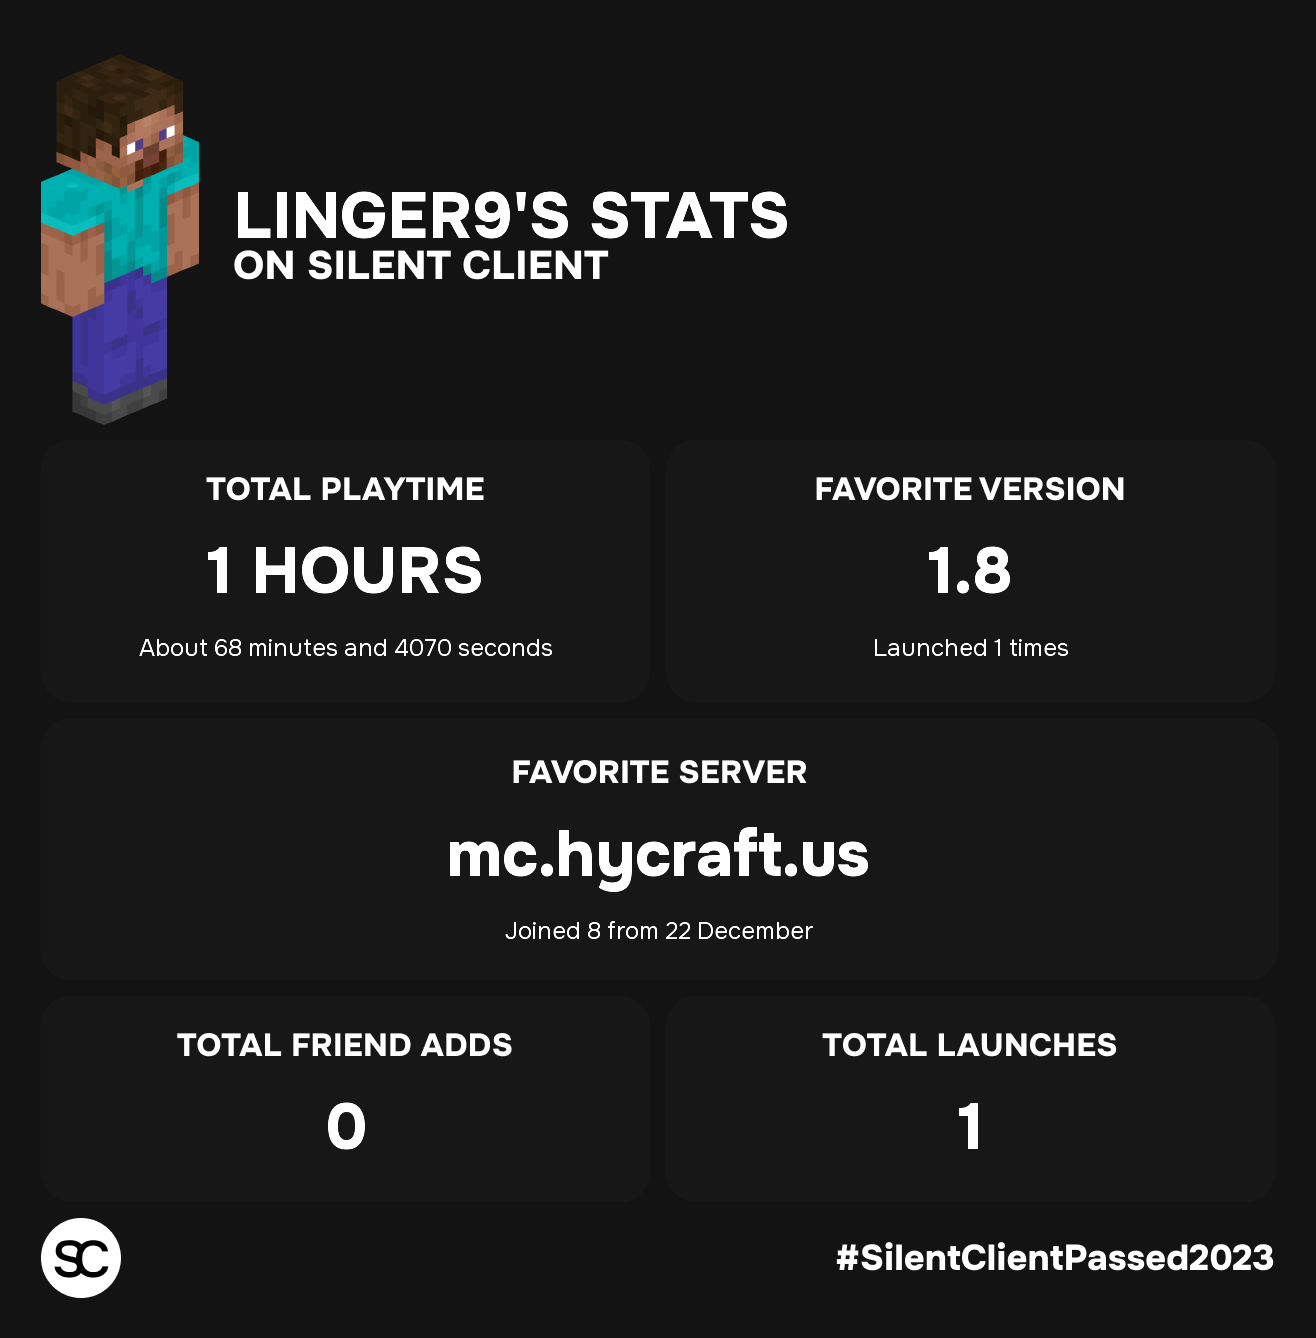 LINGER9'S STATS
ON SILENT CLIENT
TOTAL PLAYTIME
1 HOURS
About 68 minutes and 4070 seconds
FAVORITE VERSION
1.8
Launched 1 times
FAVORITE SERVER
mc.hycraft.us
Joined 8 from 22 December
TOTAL FRIEND ADDS
0
TOTAL LAUNCHES
1
SC
#SilentClientPassed2023